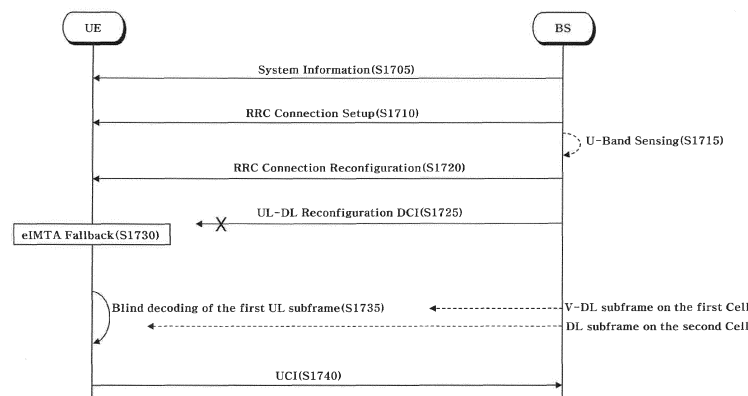 UE
BS
System Information(S1705)
RRC Connection Setup(S1710)
U-Band Sensing(S1715)
RRC Connection Reconfiguration(S1720)
UL-DL Reconfiguration DCI(S1725)
eIMTA Fallback(S1730)
Blind decoding of the first UL subframe(S1735)
V-DL subframe on the first Cell
DL subframe on the second Cell
UCI(S1740)